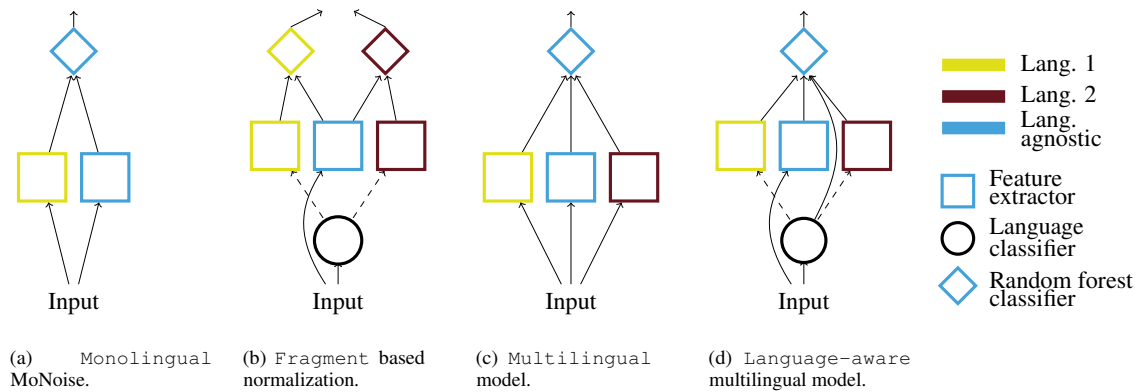 Lang. 1
Lang. 2
Lang.
agnostic
Feature
extractor
Language
classifier
Random forest
classifier
Input
Input
Input
Input
(a) Monolingual
MoNoise.
(b) Fragment based
normalization.
(c) Multilingual
model.
(d) Language-aware
multilingual model.